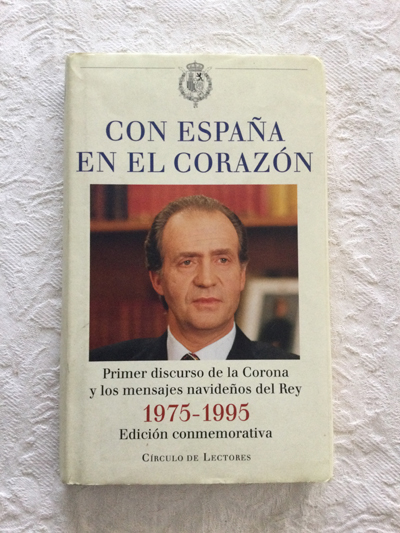 CON ESPAÑA
EN EL CORAZÓN
Primer discurso de la Corona
y los mensajes navideños del Rey
1975-1995
Edición conmemorativa
CÍRCULO DE LECTORES